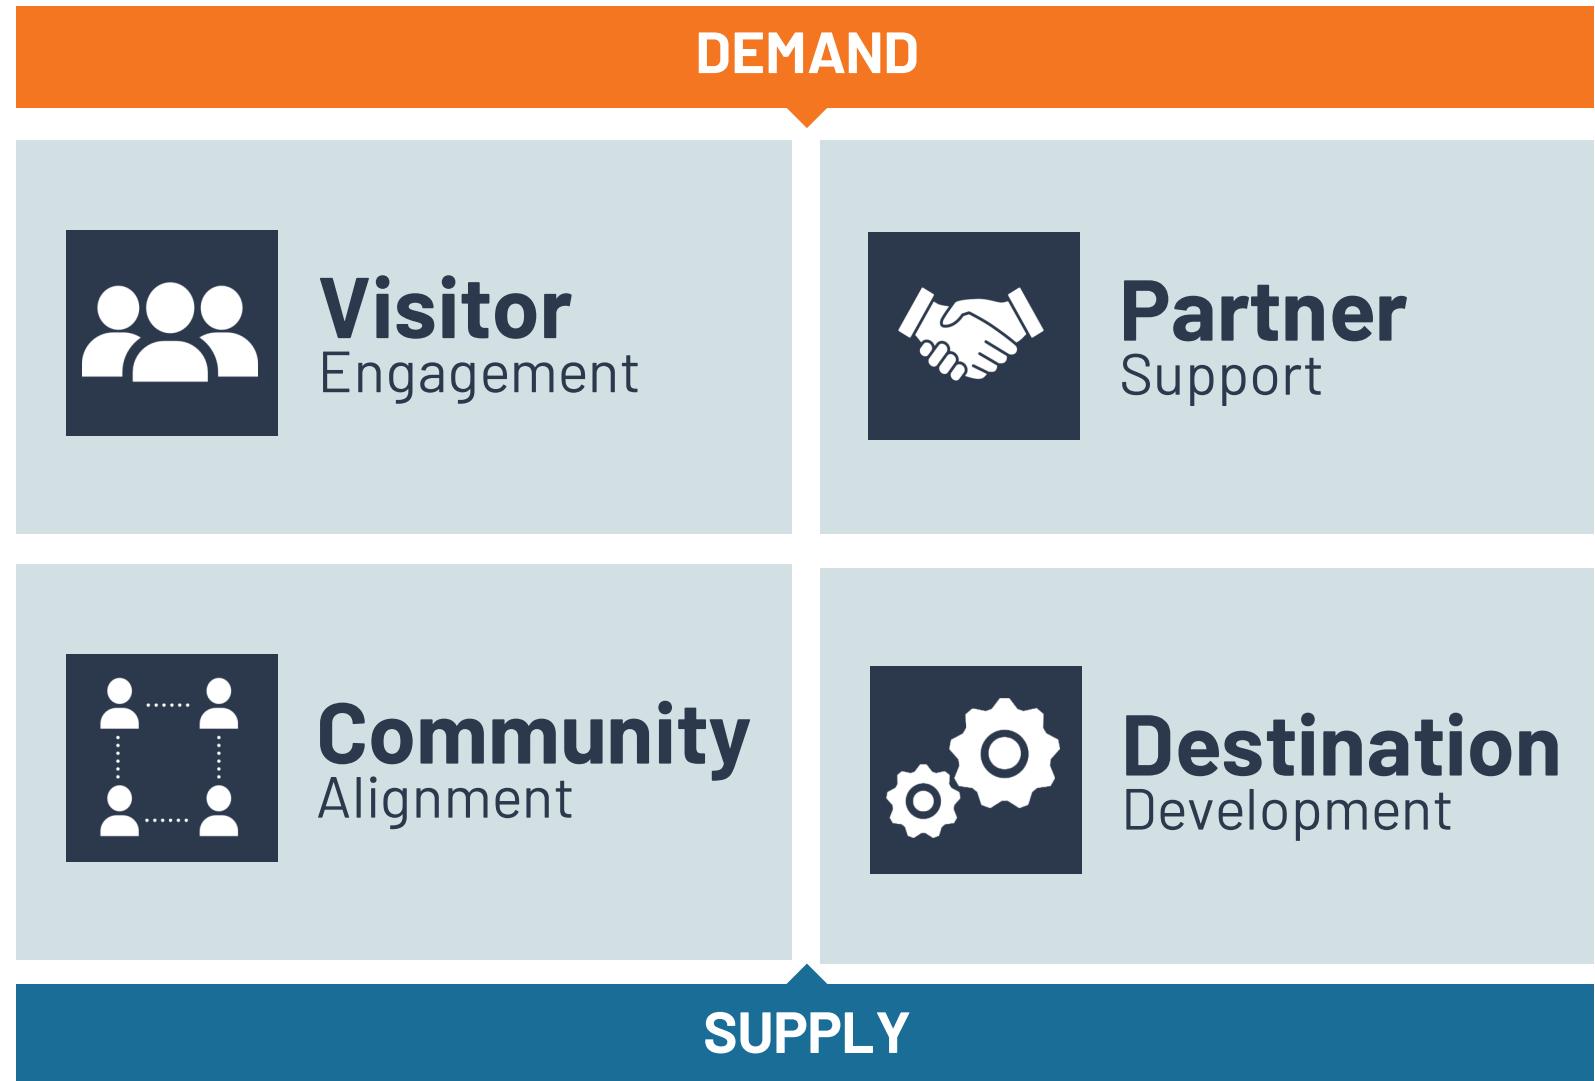 DEMAND
Visitor
Engagement
Partner
Support
Community
Alignment
Destination
Development
SUPPLY